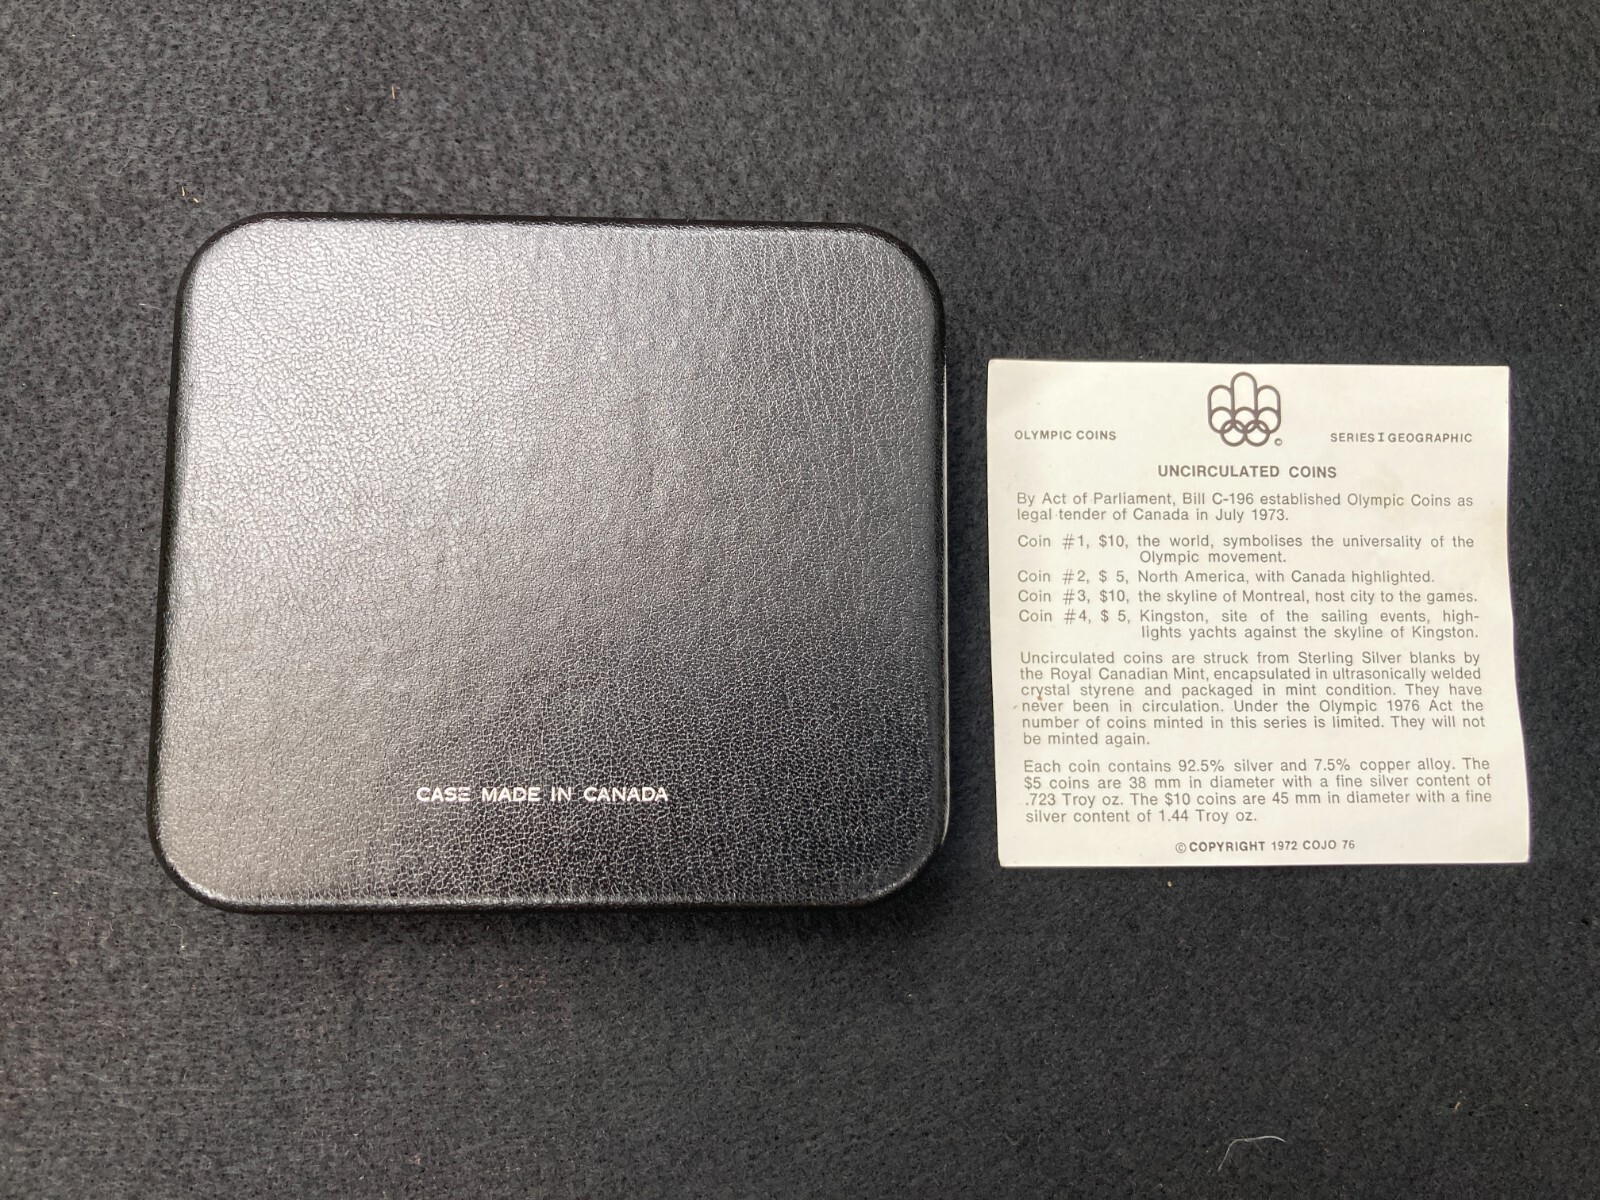 CASE MADE IN CANADA
OLYMPIC COINS
©
SERIES I GEOGRAPHIC
UNCIRCULATED COINS
By Act of Parliament, Bill C-196 established Olympic Coins as
legal tender of Canada in July 1973.
Coin #1, $10, the world, symbolises the universality of the
Olympic movement.
Coin #2, $ 5, North America, with Canada highlighted.
Coin #3, $10, the skyline of Montreal, host city to the games.
Coin #4, $ 5, Kingston, site of the sailing events, high-
lights yachts against the skyline of Kingston.
Uncirculated coins are struck from Sterling Silver blanks by
the Royal Canadian Mint, encapsulated in ultrasonically welded
crystal styrene and packaged in mint condition. They have
never been in circulation. Under the Olympic 1976 Act the
number of coins minted in this series is limited. They will not
be minted again.
Each coin contains 92.5% silver and 7.5% copper alloy. The
$5 coins are 38 mm in diameter with a fine silver content of
.723 Troy oz. The $10 coins are 45 mm in diameter with a fine
silver content of 1.44 Troy oz.
© COPYRIGHT 1972 COJO 76